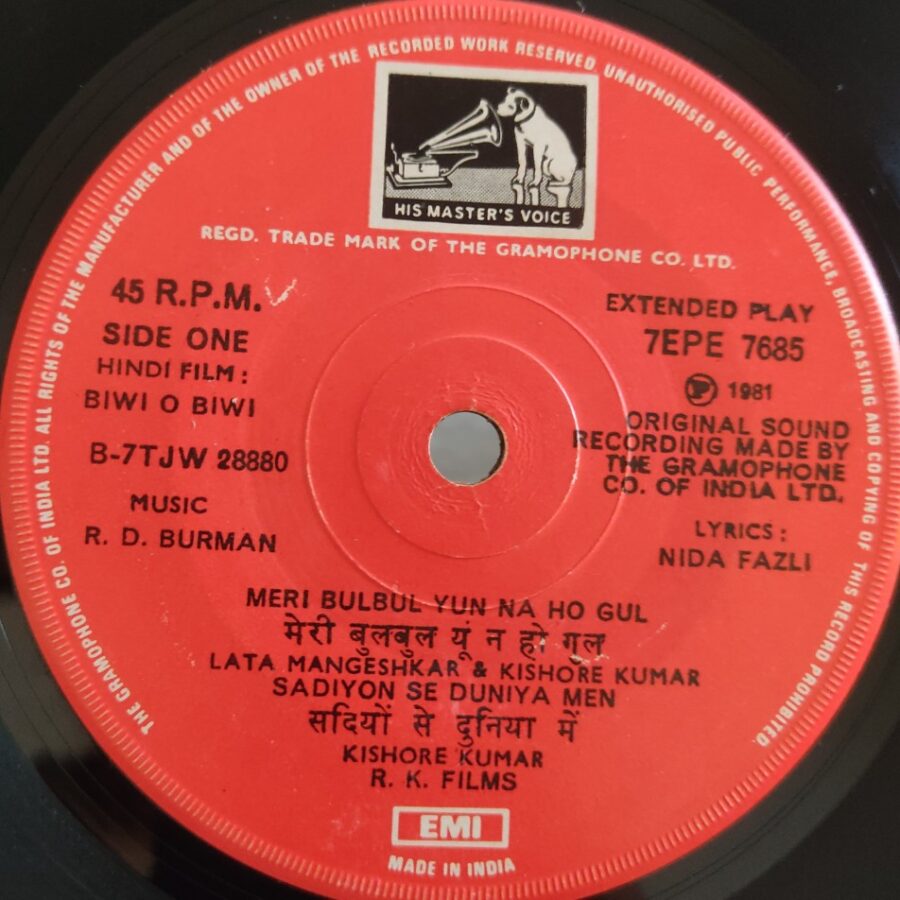 THE GRAMOPHONE CO. OF INDIA LTD. ALL RIGHTS OF THE MANUFACTURER AND OF THE OWNER OF THE RECORDED WORK RESERVED. UNAUTHORISED PUBLIC PERFORMANCE, BROADCASTING AND COPYING OF THIS RECORD PROHIBITED.
HIS MASTER'S VOICE
REGD. TRADE MARK OF THE GRAMOPHONE CO. LTD.
45 R.P.M.
SIDE ONE
HINDI FILM :
BIWI O BIWI
B-7TJW 28880
MUSIC
R. D. BURMAN
EXTENDED PLAY
7EPE 7685
Ⓟ 1981
ORIGINAL SOUND
RECORDING MADE BY
THE GRAMOPHONE
CO. OF INDIA LTD.
LYRICS :
NIDA FAZLI
MERI BULBUL YUN NA HO GUL
मेरी बुलबुल यूं न हो गुल
LATA MANGESHKAR & KISHORE KUMAR
SADIYON SE DUNIYA MEN
सदियों से दुनिया में
KISHORE KUMAR
R. K. FILMS
EMI
MADE IN INDIA